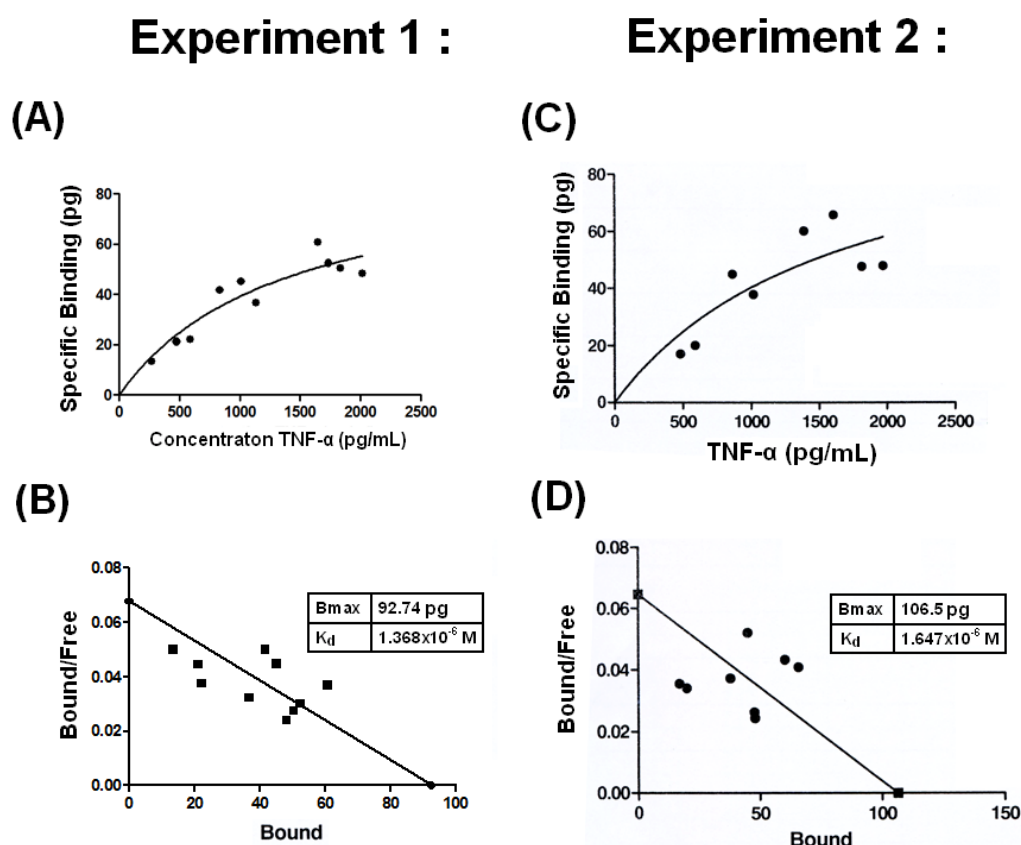 Experiment 1 :
Experiment 2 :
(A)
Specific Binding (pg)
80
60
40
20
0
0 500 1000 1500 2000 2500
Concentraton TNF-α (pg/mL)
(C)
Specific Binding (pg)
80
60
40
20
0
0 500 1000 1500 2000 2500
TNF-α (pg/mL)
(B)
Bound/Free
0.08
0.06
0.04
0.02
0.00
0 20 40 60 80 100
Bound
Bmax 92.74 pg
Kd 1.368x10-6 M
(D)
Bound/Free
0.08
0.06
0.04
0.02
0.00
0 50 100 150
Bound
Bmax 106.5 pg
Kd 1.647x10-6 M